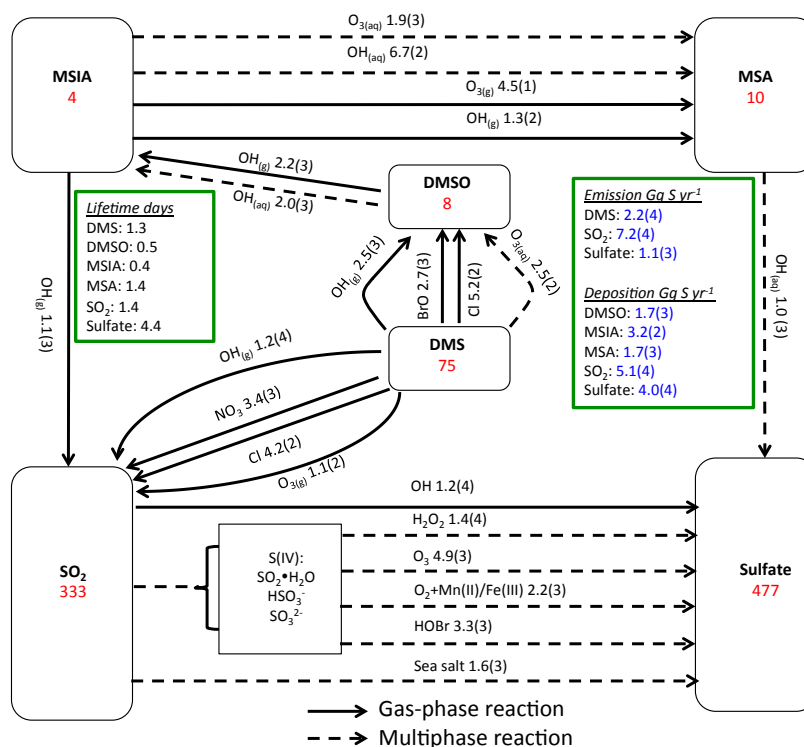 O₃₍aq₎ 1.9(3)
OH₍aq₎ 6.7(2)
O₃₍g₎ 4.5(1)
OH₍g₎ 1.3(2)
MSIA
4
MSA
10
OH₍g₎ 2.2(3)
OH₍aq₎ 2.0(3)
DMSO
8
Lifetime days
DMS: 1.3
DMSO: 0.5
MSIA: 0.4
MSA: 1.4
SO₂: 1.4
Sulfate: 4.4
Emission Gg S yr⁻¹
DMS: 2.2(4)
SO₂: 7.2(4)
Sulfate: 1.1(3)
Deposition Gg S yr⁻¹
DMSO: 1.7(3)
MSIA: 3.2(2)
MSA: 1.7(3)
SO₂: 5.1(4)
Sulfate: 4.0(4)
OH₍g₎ 1.1(3)
OH₍g₎ 2.5(3)
BrO 2.7(3)
Cl 5.2(2)
O₃₍aq₎ 2.5(2)
OH₍aq₎ 1.0 (3)
DMS
75
OH₍g₎ 1.2(4)
NO₃ 3.4(3)
Cl 4.2(2)
O₃₍g₎ 1.1(2)
SO₂
333
OH 1.2(4)
H₂O₂ 1.4(4)
O₃ 4.9(3)
O₂+Mn(II)/Fe(III) 2.2(3)
HOBr 3.3(3)
Sea salt 1.6(3)
S(IV):
SO₂•H₂O
HSO₃⁻
SO₃²⁻
Sulfate
477
Gas-phase reaction
Multiphase reaction